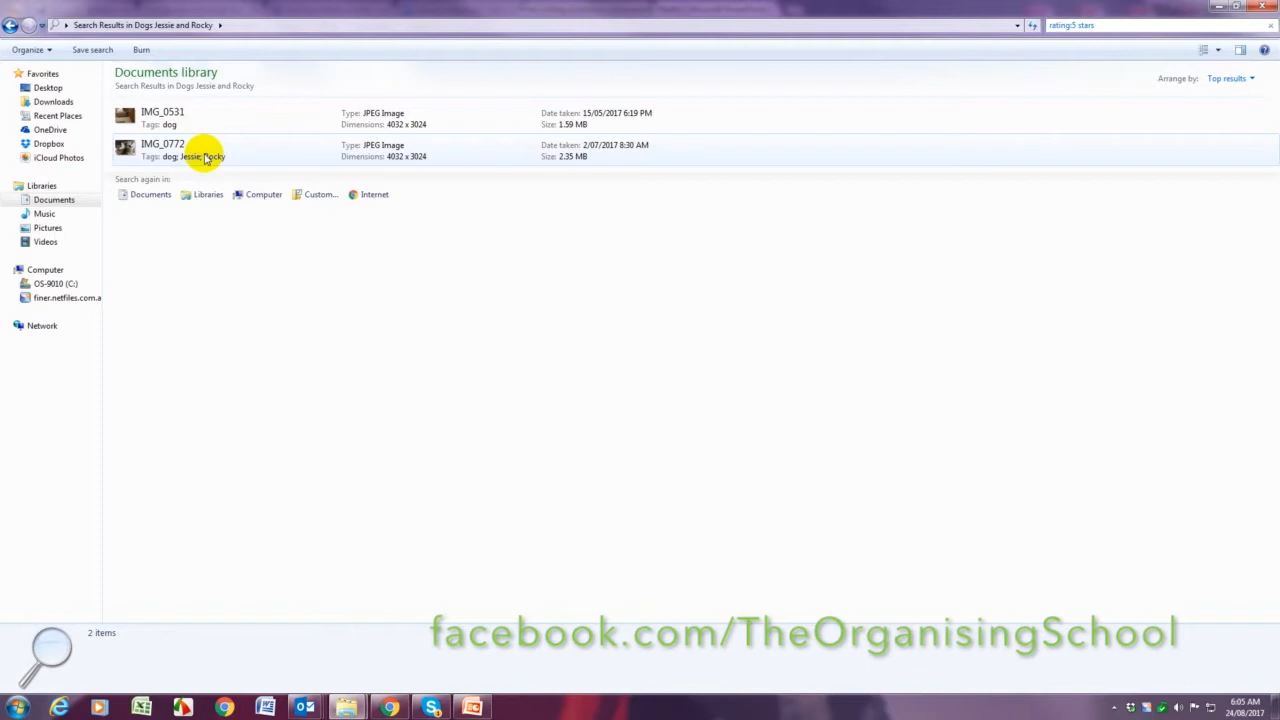 Search Results in Dogs Jessie and Rocky
rating:5 stars
Organize
Save search
Burn
Favorites
Desktop
Downloads
Recent Places
OneDrive
Dropbox
iCloud Photos
Libraries
Documents
Music
Pictures
Videos
Computer
OS-9010 (C:)
finer.netfiles.com.a
Network
Documents library
Search Results in Dogs Jessie and Rocky
Arrange by: Top results
IMG_0531 Type: JPEG Image Date taken: 15/05/2017 6:19 PM
Tags: dog Dimensions: 4032 x 3024 Size: 1.59 MB
IMG_0772 Type: JPEG Image Date taken: 2/07/2017 8:30 AM
Tags: dog; Jessie; Rocky Dimensions: 4032 x 3024 Size: 2.35 MB
Search again in:
Documents Libraries Computer Custom... Internet
2 items
facebook.com/TheOrganisingSchool
6:05 AM
24/08/2017